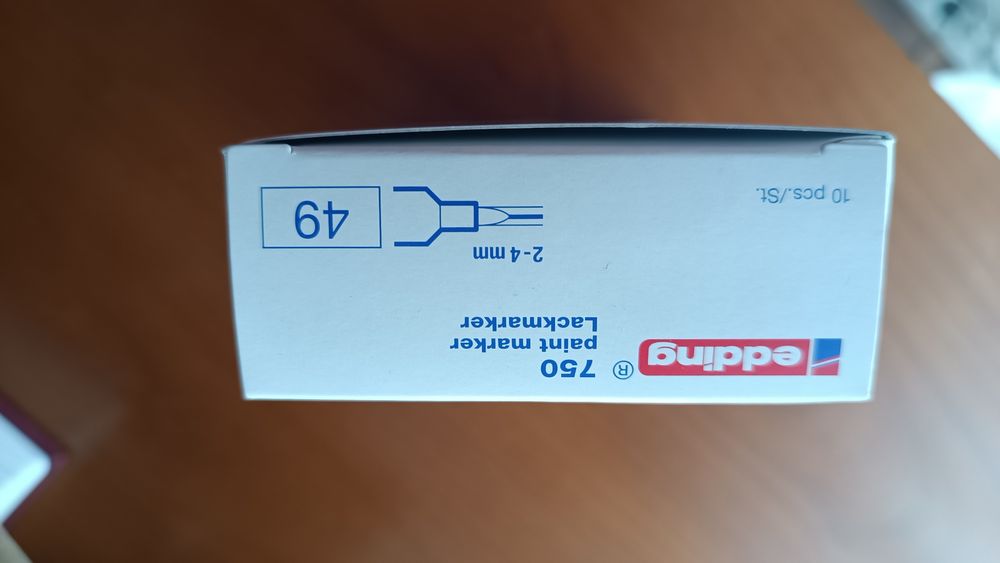 edding® 750
paint marker
Lackmarker
2-4 mm
10 pcs./St.
49